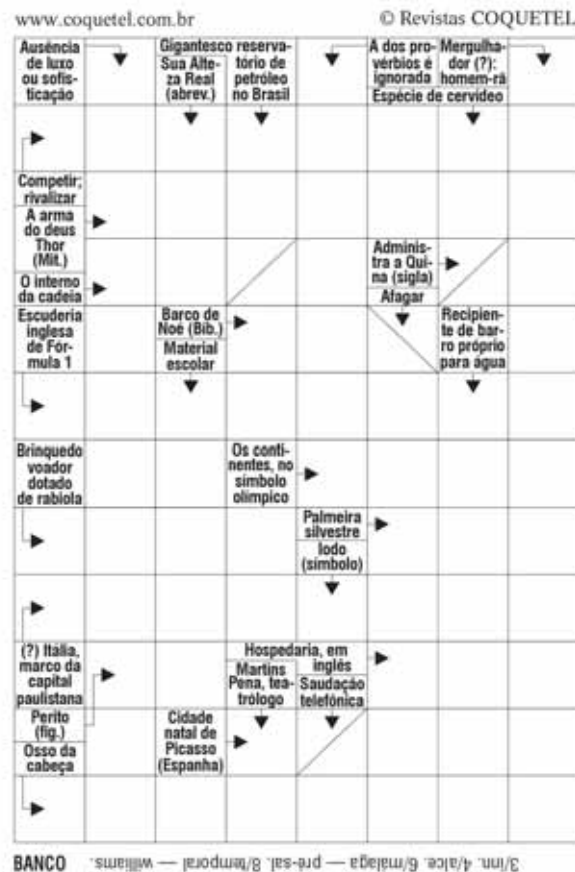 www.coquetel.com.br
© Revistas COQUETEL
Ausência
de luxo
ou sofis-
ticação
Gigantesco reserva-
tório de
petróleo
no Brasil
Sua Alte-
za Real
(abrev.)
A dos pro-
vérbios é
ignorada
Mergulha-
dor (?):
homem-rã
Espécie de cervídeo
Competir;
rivalizar
A arma
do deus
Thor
(Mit.)
O interno
da cadeia
Adminis-
tra a Qui-
na (sigla)
Afagar
Escuderia
inglesa
de Fór-
mula 1
Barco de
Noé (Bib.)
Material
escolar
Recipien-
te de bar-
ro próprio
para água
Brinquedo
voador
dotado
de rabiola
Os conti-
nentes, no
símbolo
olímpico
Palmeira
silvestre
Iodo
(símbolo)
(?) Itália,
marco da
capital
paulistana
Hospedaria, em
inglês
Martins
Pena, tea-
trólogo
Saudação
telefônica
Perito
(fig.)
Osso da
cabeça
Cidade
natal de
Picasso
(Espanha)
BANCO
3/inn. 4/alce. 6/málaga — pré-sal. 8/temporal — williams.